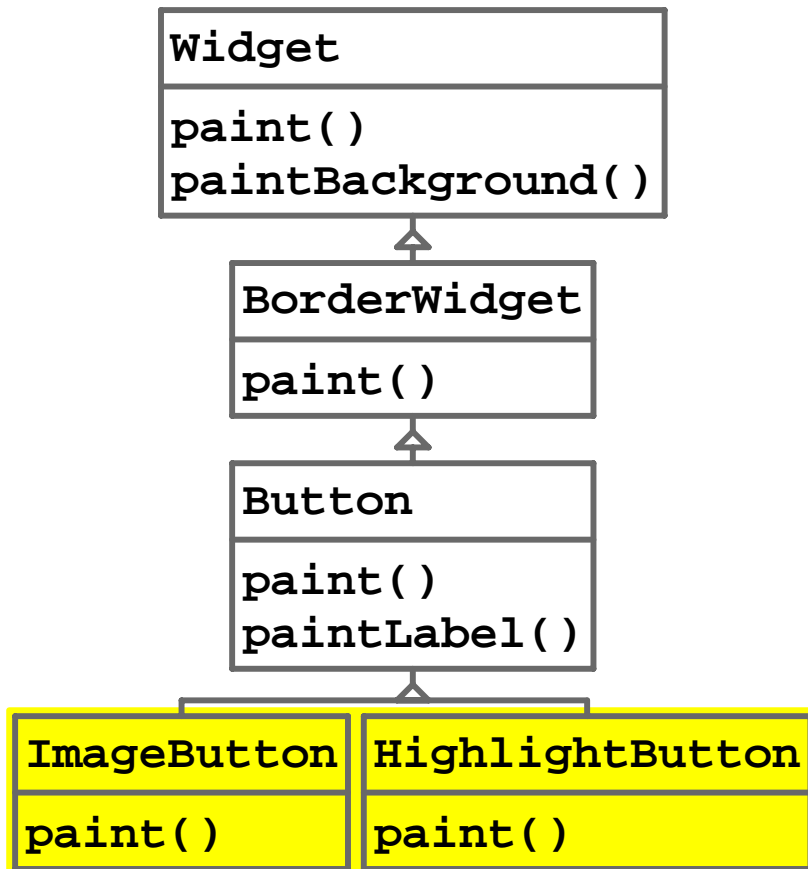 Widget
paint()
paintBackground()
BorderWidget
paint()
Button
paint()
paintLabel()
ImageButton
paint()
HighlightButton
paint()